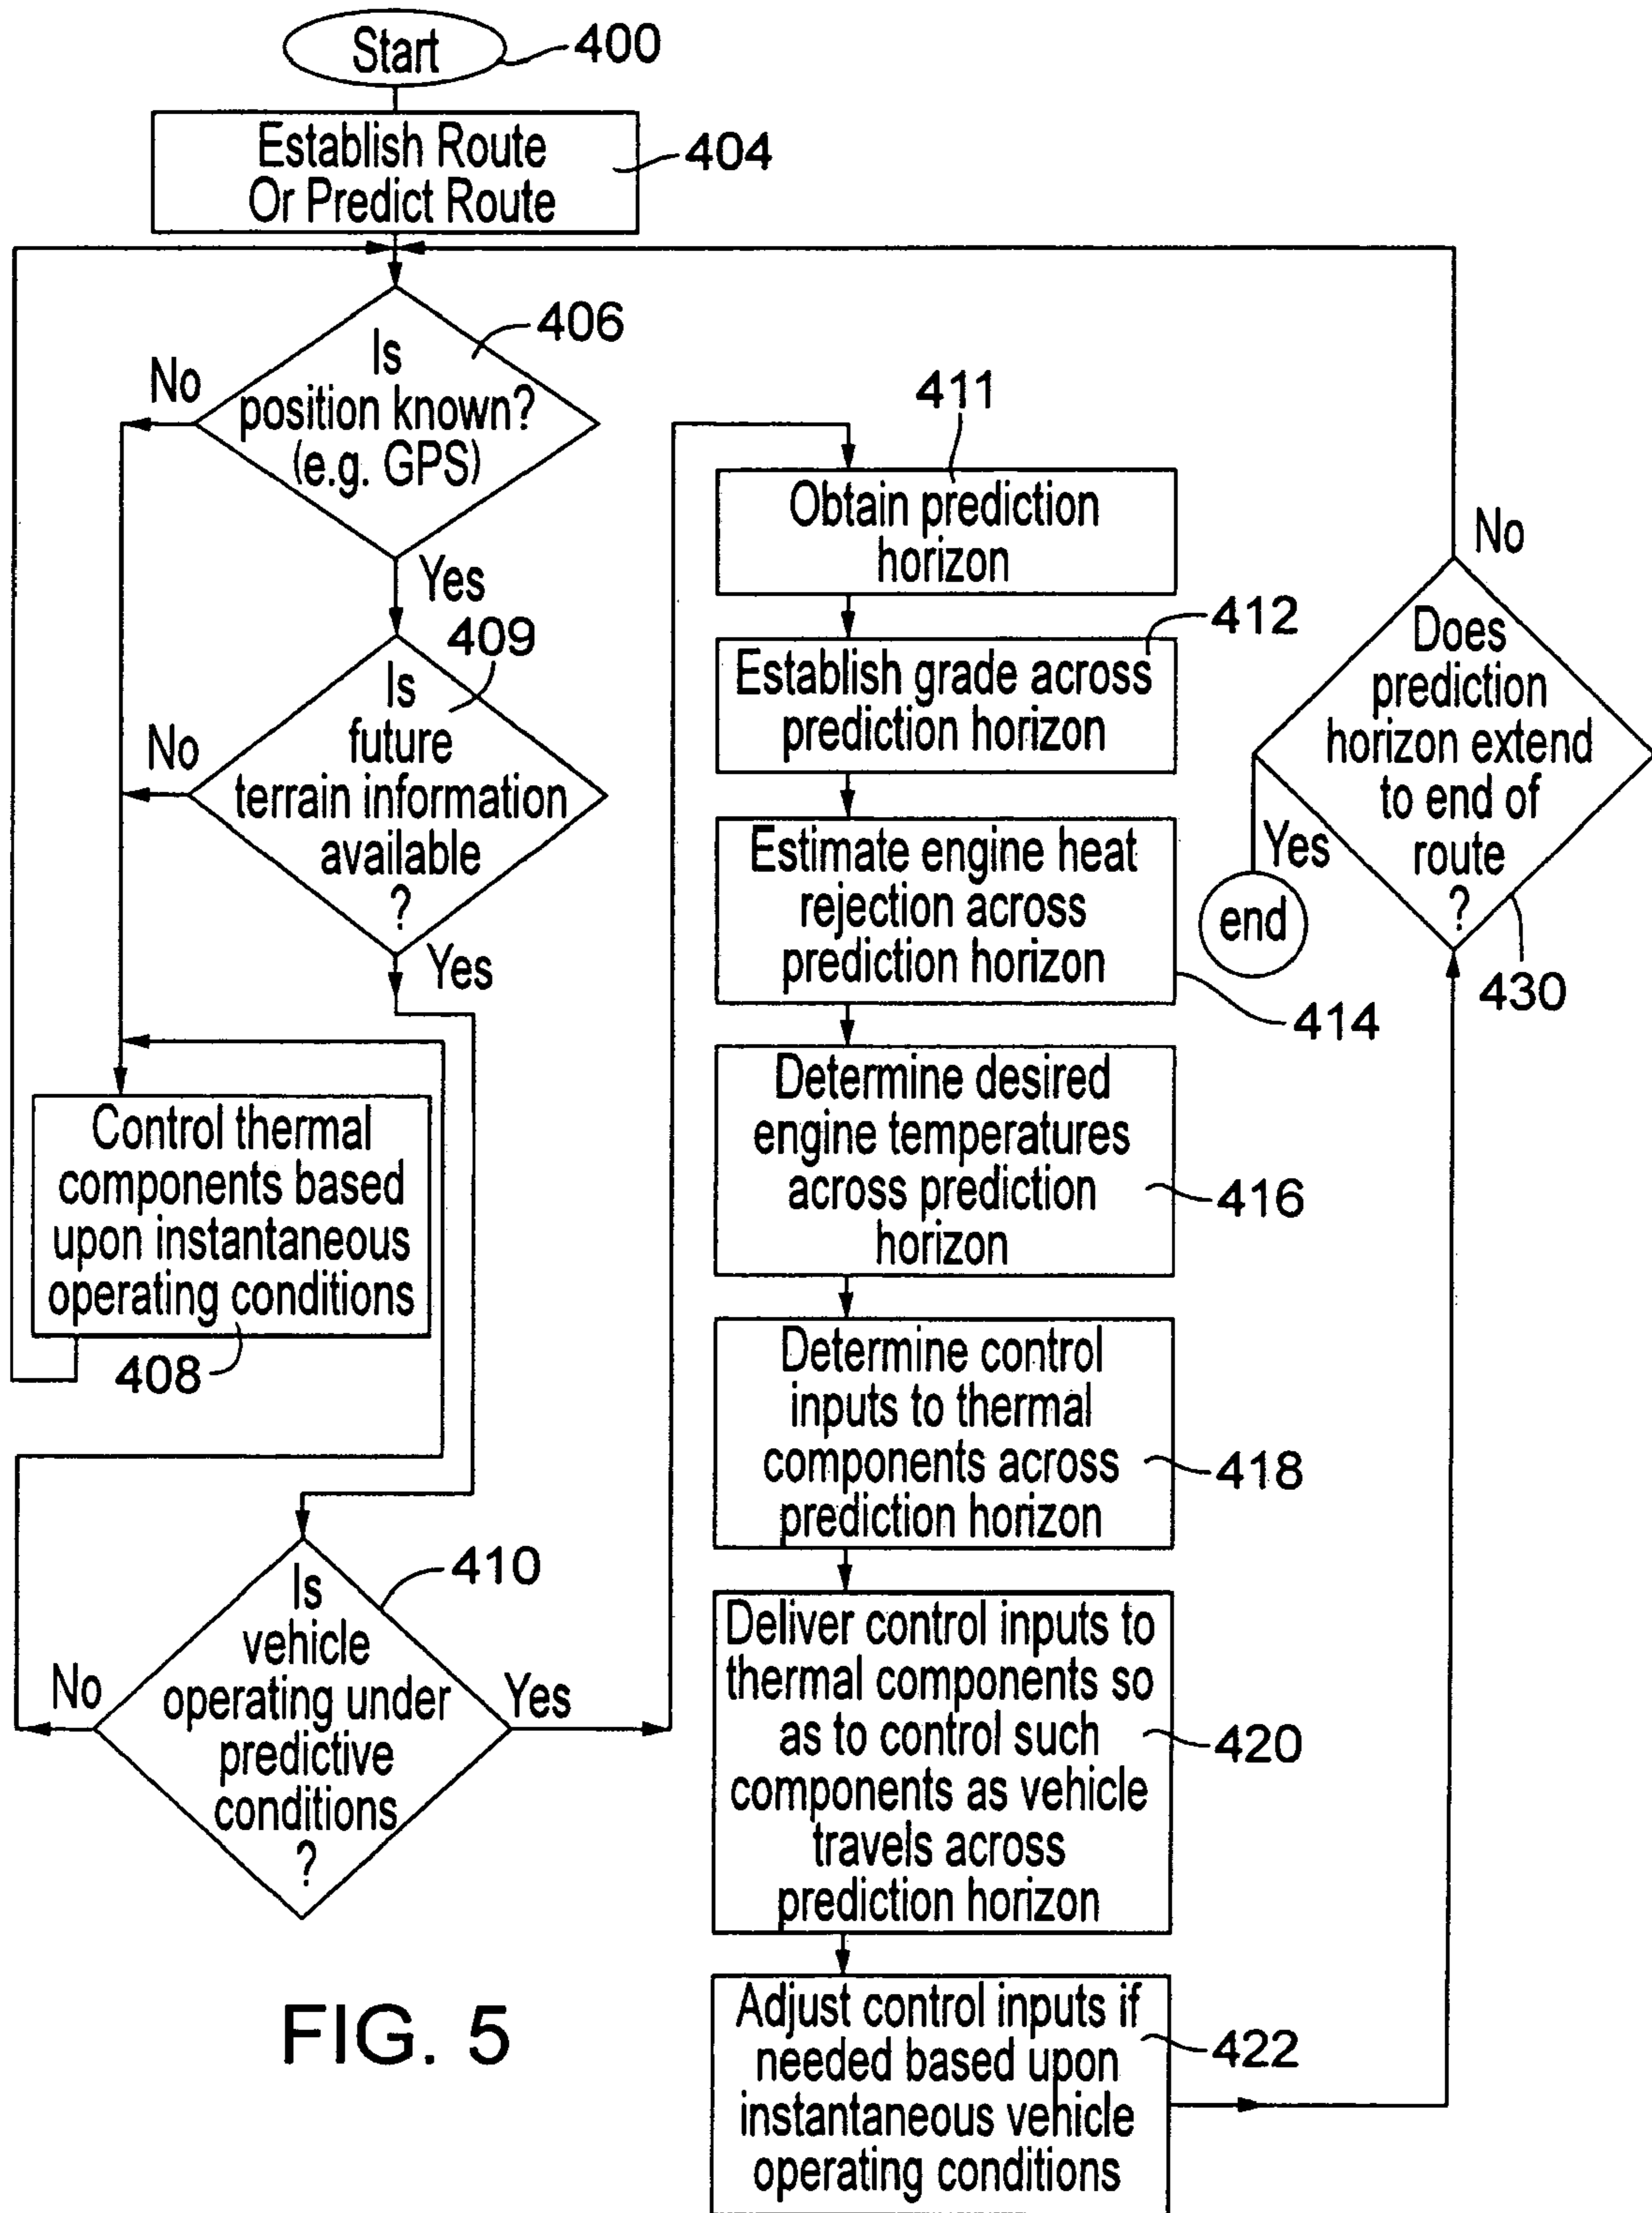 Start
400
Establish Route
Or Predict Route
404
Is
position known?
(e.g. GPS)
406
No
Yes
Is
future
terrain information
available
?
409
No
Yes
Control thermal
components based
upon instantaneous
operating conditions
408
Is
vehicle
operating under
predictive
conditions
?
410
No
Yes
411
Obtain prediction
horizon
Establish grade across
prediction horizon
412
Estimate engine heat
rejection across
prediction horizon
414
Determine desired
engine temperatures
across prediction
horizon
416
Determine control
inputs to thermal
components across
prediction horizon
418
Deliver control inputs to
thermal components so
as to control such
components as vehicle
travels across
prediction horizon
420
Adjust control inputs if
needed based upon
instantaneous vehicle
operating conditions
422
No
Does
prediction
horizon extend
to end of
route
?
430
Yes
end
FIG. 5